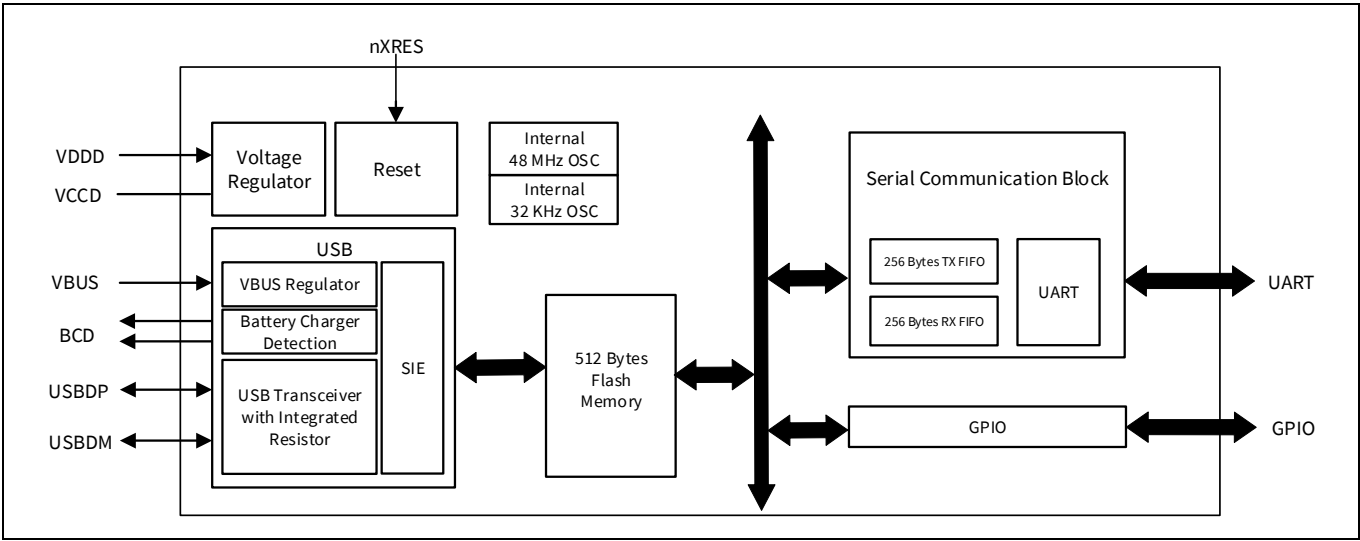 nXRES
VDDD
VCCD
Voltage
Regulator
Reset
Internal
48 MHz OSC
Internal
32 KHz OSC
USB
VBUS
VBUS Regulator
BCD
Battery Charger
Detection
USBDP
USBDM
USB Transceiver
with Integrated
Resistor
SIE
512 Bytes
Flash
Memory
Serial Communication Block
256 Bytes TX FIFO
256 Bytes RX FIFO
UART
UART
GPIO
GPIO